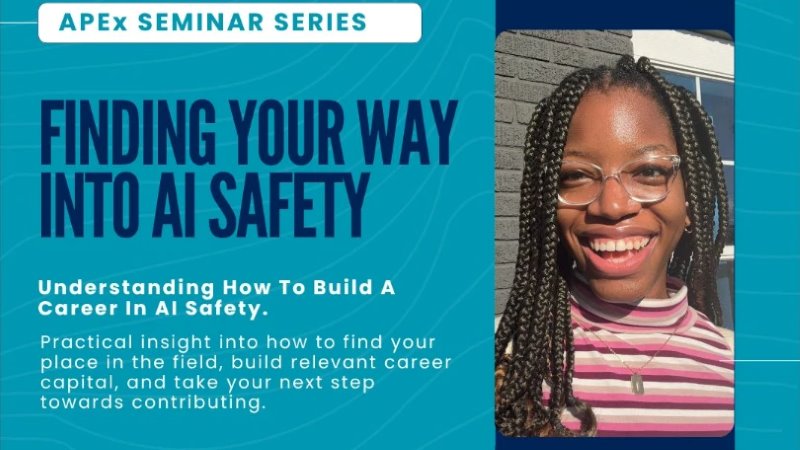 APEx SEMINAR SERIES
FINDING YOUR WAY
INTO AI SAFETY
Understanding How To Build A
Career In AI Safety.
Practical insight into how to find your
place in the field, build relevant career
capital, and take your next step
towards contributing.